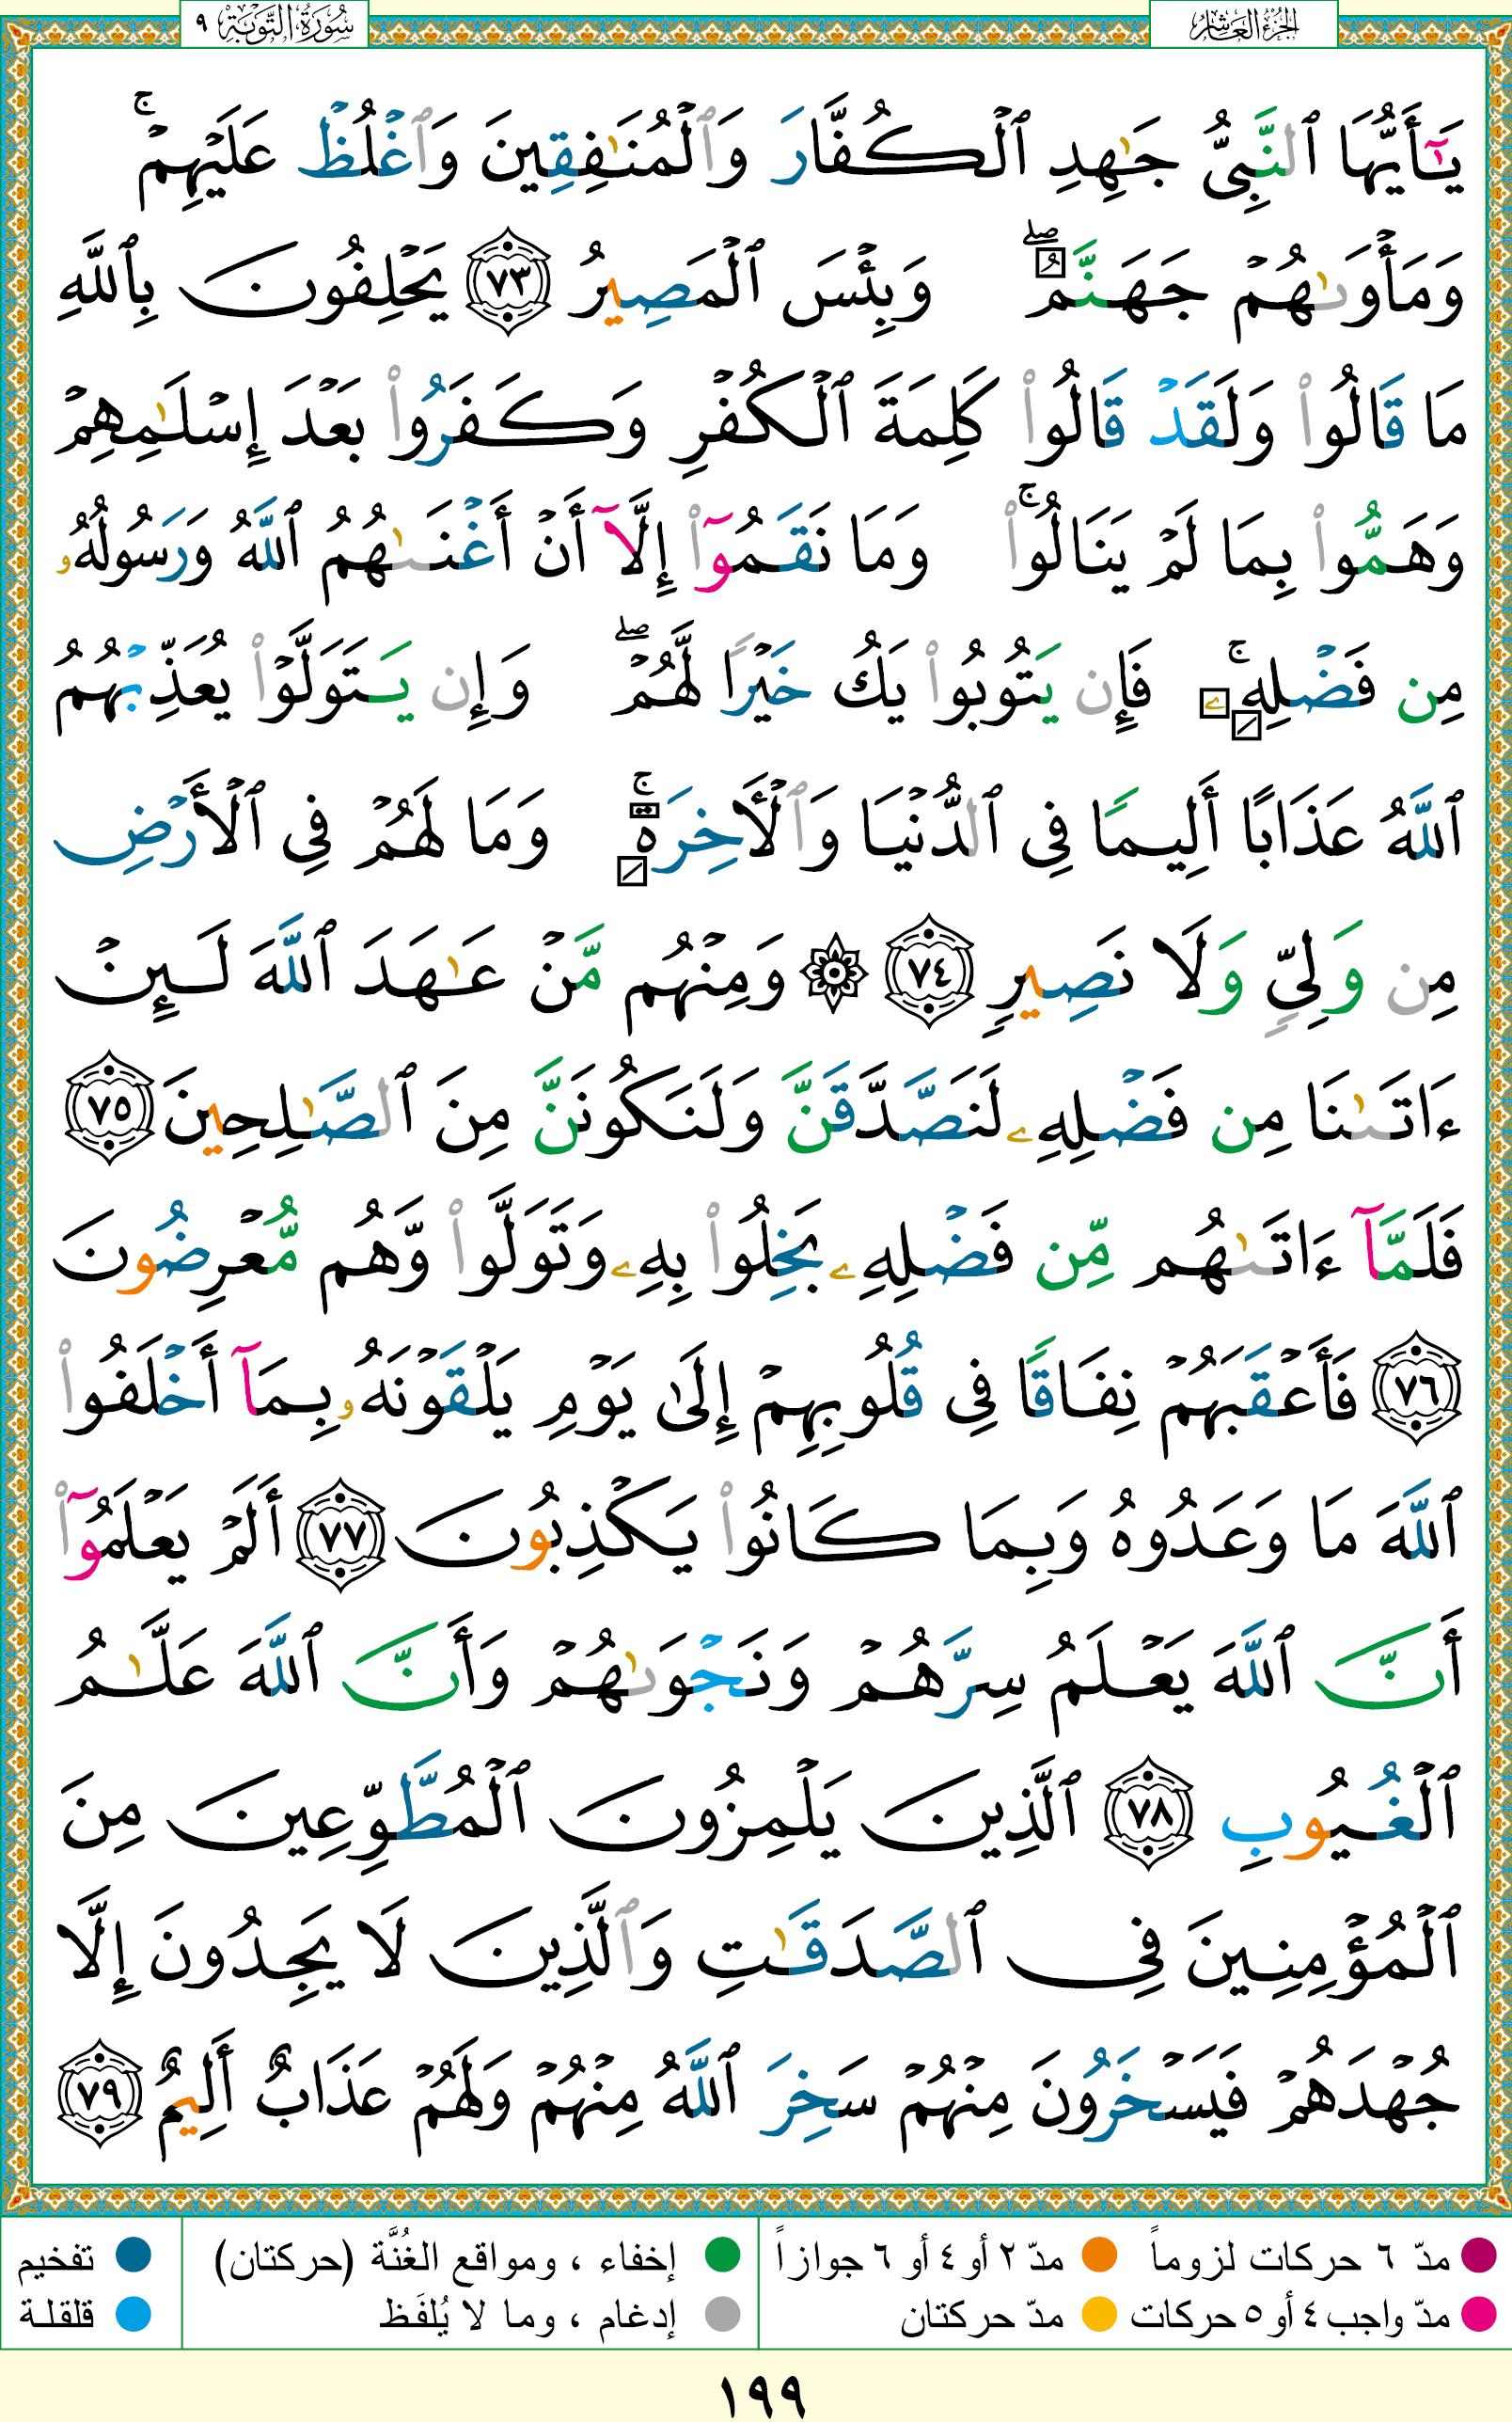 الجزء العاشر
سورة التوبة ٩
يَٰٓأَيُّهَا ٱلنَّبِىُّ جَٰهِدِ ٱلۡكُفَّارَ وَٱلۡمُنَٰفِقِينَ وَٱغۡلُظۡ عَلَيۡهِمۡۚ
وَمَأۡوَىٰهُمۡ جَهَنَّمُۖ وَبِئۡسَ ٱلۡمَصِيرُ ٧٣ يَحۡلِفُونَ بِٱللَّهِ
مَا قَالُواْ وَلَقَدۡ قَالُواْ كَلِمَةَ ٱلۡكُفۡرِ وَكَفَرُواْ بَعۡدَ إِسۡلَٰمِهِمۡ
وَهَمُّواْ بِمَا لَمۡ يَنَالُواْۚ وَمَا نَقَمُوٓاْ إِلَّآ أَنۡ أَغۡنَىٰهُمُ ٱللَّهُ وَرَسُولُهُۥ
مِن فَضۡلِهِۦۚ فَإِن يَتُوبُواْ يَكُ خَيۡرًا لَّهُمۡۖ وَإِن يَتَوَلَّوۡاْ يُعَذِّبۡهُمُ
ٱللَّهُ عَذَابًا أَلِيمًا فِى ٱلدُّنۡيَا وَٱلۡأَخِرَةِۚ وَمَا لَهُمۡ فِى ٱلۡأَرۡضِ
مِن وَلِىٍّ وَلَا نَصِيرٍ ٧٤ ۞ وَمِنۡهُم مَّنۡ عَٰهَدَ ٱللَّهَ لَئِنۡ
ءَاتَىٰنَا مِن فَضۡلِهِۦ لَنَصَّدَّقَنَّ وَلَنَكُونَنَّ مِنَ ٱلصَّٰلِحِينَ ٧٥
فَلَمَّآ ءَاتَىٰهُم مِّن فَضۡلِهِۦ بَخِلُواْ بِهِۦ وَتَوَلَّواْ وَّهُم مُّعۡرِضُونَ
٧٦ فَأَعۡقَبَهُمۡ نِفَاقًا فِى قُلُوبِهِمۡ إِلَىٰ يَوۡمِ يَلۡقَوۡنَهُۥ بِمَآ أَخۡلَفُواْ
ٱللَّهَ مَا وَعَدُوهُ وَبِمَا كَانُواْ يَكۡذِبُونَ ٧٧ أَلَمۡ يَعۡلَمُوٓاْ
أَنَّ ٱللَّهَ يَعۡلَمُ سِرَّهُمۡ وَنَجۡوَىٰهُمۡ وَأَنَّ ٱللَّهَ عَلَّٰمُ
ٱلۡغُيُوبِ ٧٨ ٱلَّذِينَ يَلۡمِزُونَ ٱلۡمُطَّوِّعِينَ مِنَ
ٱلۡمُؤۡمِنِينَ فِى ٱلصَّدَقَٰتِ وَٱلَّذِينَ لَا يَجِدُونَ إِلَّا
جُهۡدَهُمۡ فَيَسۡخَرُونَ مِنۡهُمۡ سَخِرَ ٱللَّهُ مِنۡهُمۡ وَلَهُمۡ عَذَابٌ أَلِيمٌ ٧٩
مدّ ٦ حركات لزوماً مدّ ٢ أو ٤ أو ٦ جوازاً إخفاء ، ومواقع الغُنَّة (حركتان) تفخيم
مدّ واجب ٤ أو ٥ حركات مدّ حركتان إدغام ، وما لا يُلفَظ قلقلة
١٩٩